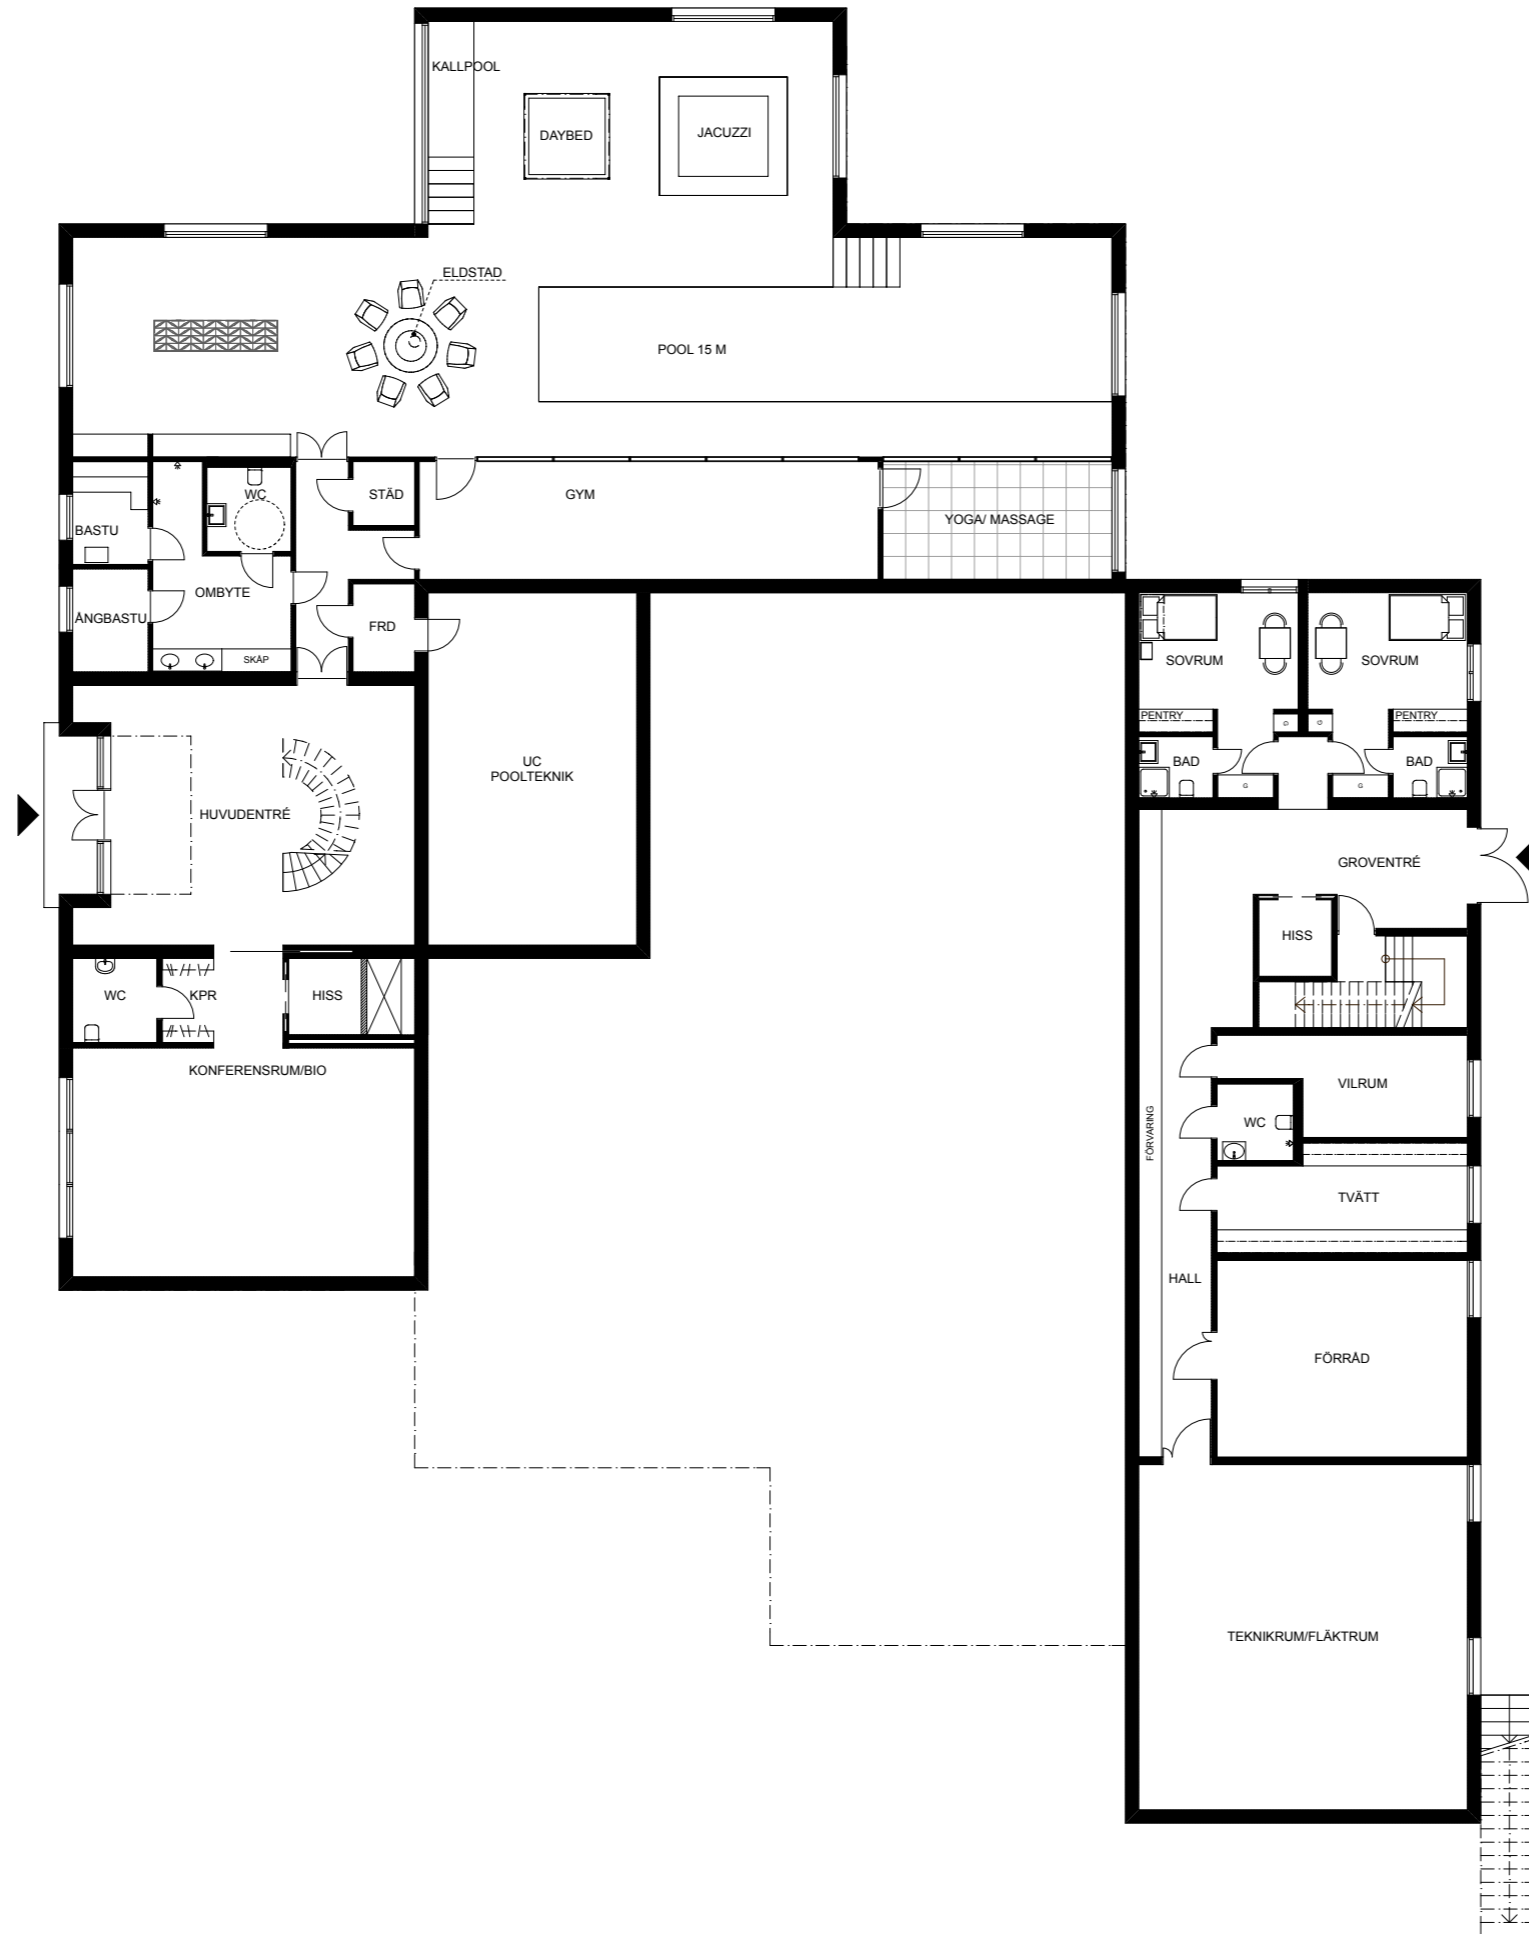 KALLPOOL
DAYBED
JACUZZI
ELDSTAD
POOL 15 M
WC
STÄD
GYM
YOGA/ MASSAGE
BASTU
OMBYTE
ÅNGBASTU
FRD
SKÅP
SOVRUM
SOVRUM
PENTRY
G
G
PENTRY
BAD
BAD
G
G
UC
POOLTEKNIK
HUVUDENTRÉ
GROVENTRÉ
HISS
WC
KPR
HISS
KONFERENSRUM/BIO
VILRUM
FÖRVARING
WC
TVÄTT
HALL
FÖRRÅD
TEKNIKRUM/FLÄKTRUM